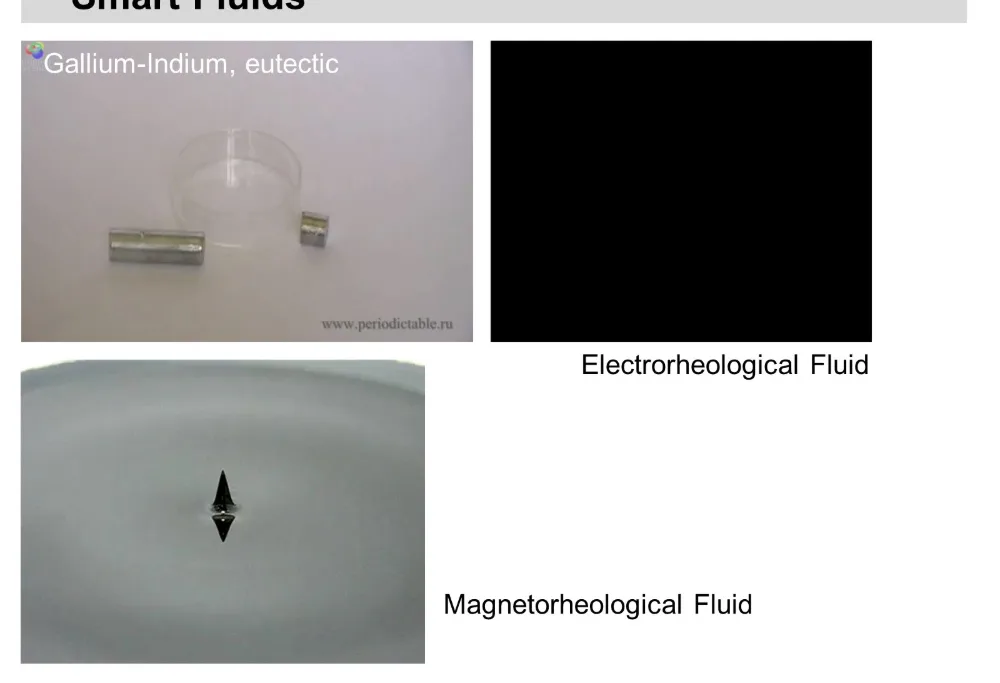 Smart Fluids
Gallium-Indium, eutectic
www.periodictable.ru
Electrorheological Fluid
Magnetorheological Fluid